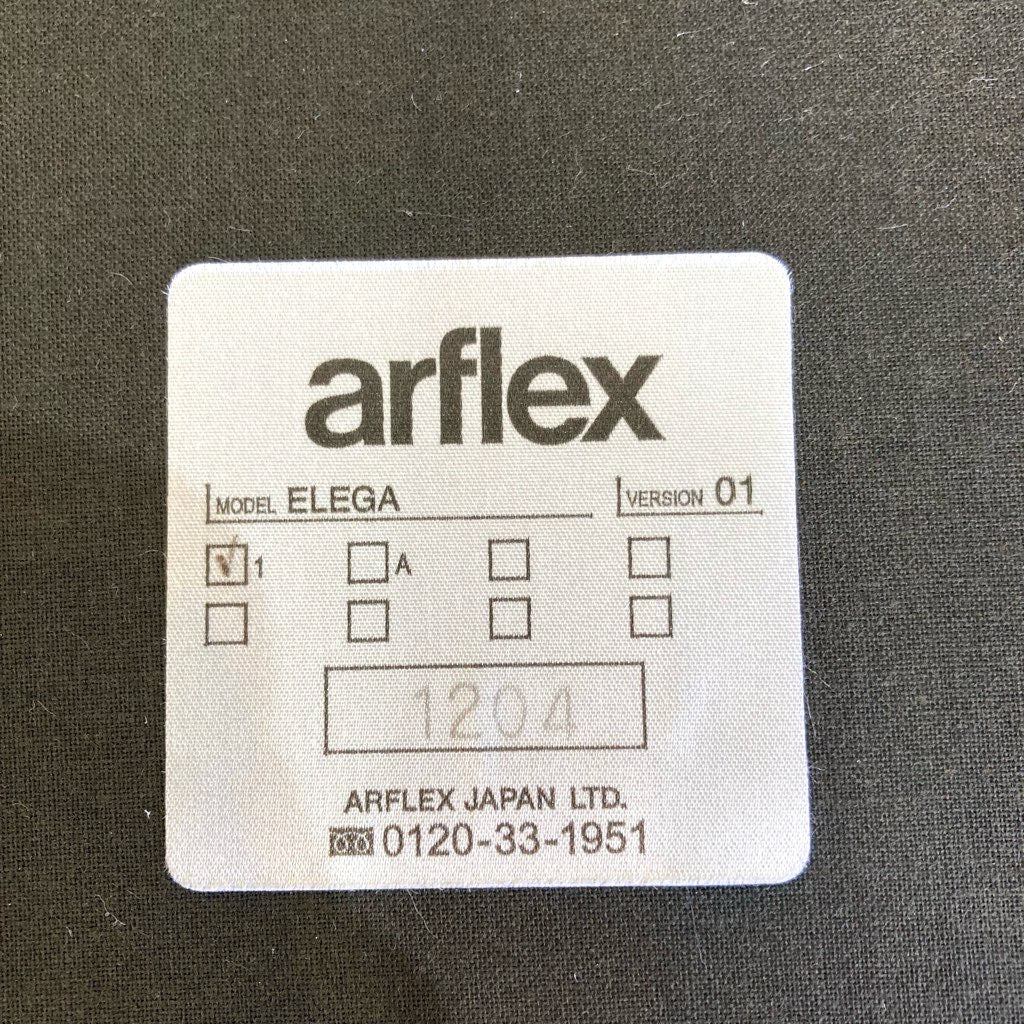 arflex
MODEL ELEGA VERSION 01
1 A
1204
ARFLEX JAPAN LTD.
0120-33-1951